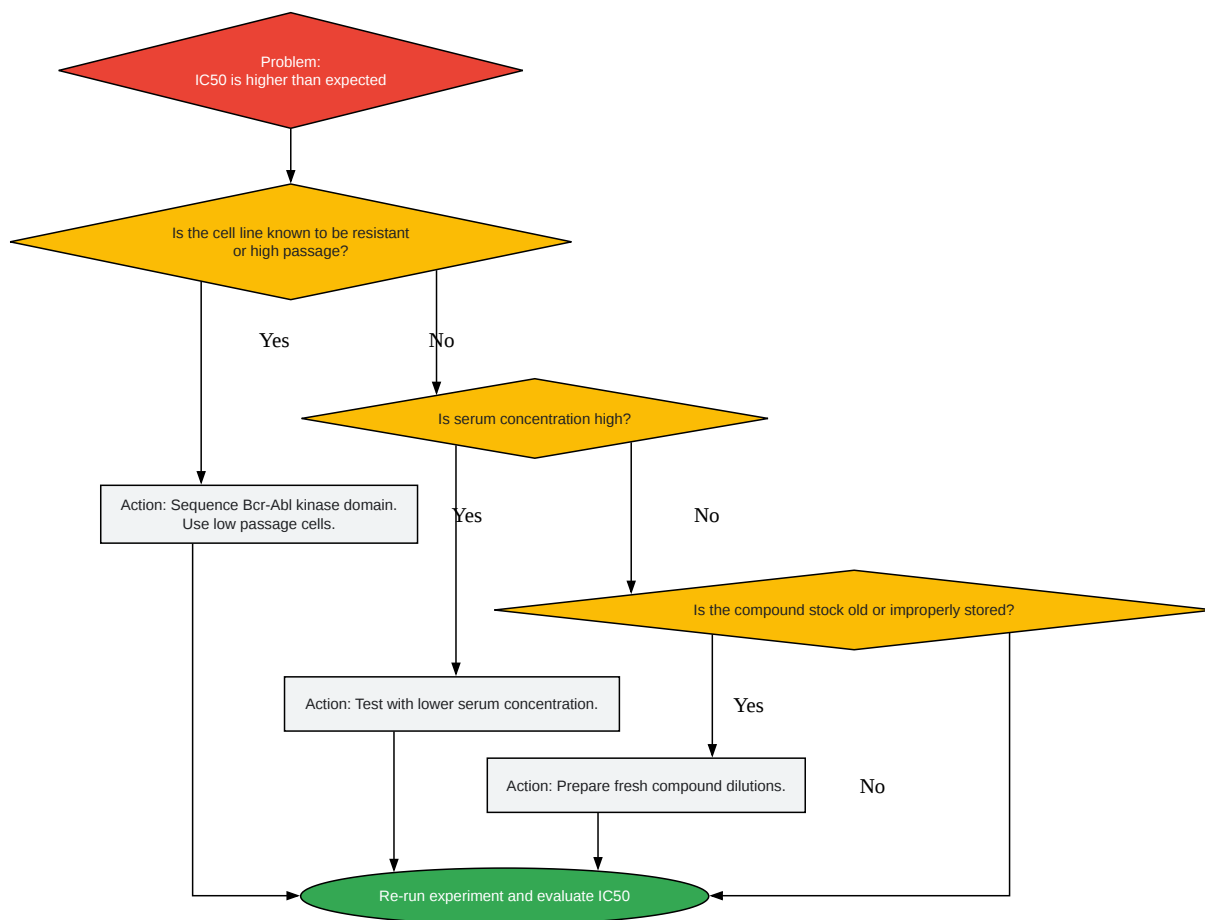 Problem:
IC50 is higher than expected
Is the cell line known to be resistant
or high passage?
Yes
No
Is serum concentration high?
Action: Sequence Bcr-Abl kinase domain.
Use low passage cells.
Yes
No
Is the compound stock old or improperly stored?
Action: Test with lower serum concentration.
Yes
Action: Prepare fresh compound dilutions.
No
Re-run experiment and evaluate IC50